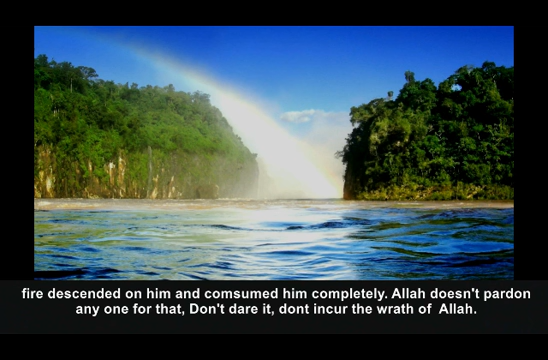 fire descended on him and comsumed him completely. Allah doesn't pardon
any one for that, Don't dare it, dont incur the wrath of Allah.